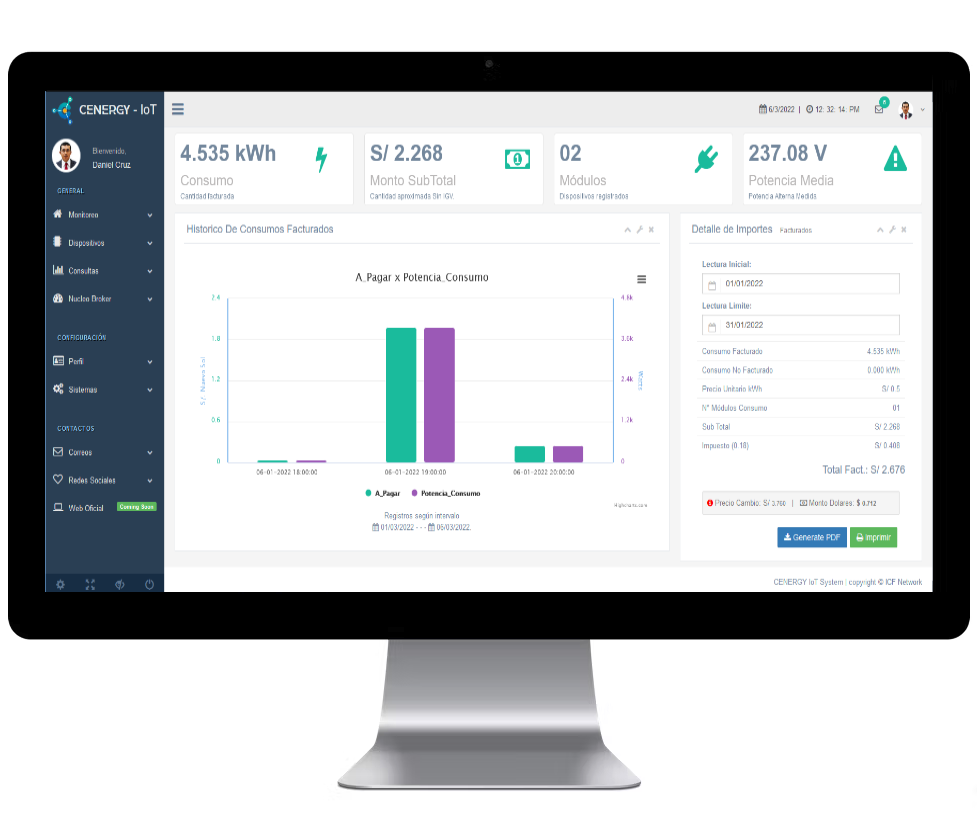 CENERGY - IoT
6/3/2022 | 12: 32: 14: PM
Bienvenido,
Daniel Cruz
GENERAL
Monitoreo
Dispositivos
Consultas
Nucleo Broker
CONFIGURACIÓN
Perfil
Sistemas
CONTACTOS
Correos
Redes Sociales
Web Oficial Coming Soon
4.535 kWh
Consumo
Cantidad facturada
S/ 2.268
Monto SubTotal
Cantidad aproximada Sin IGV.
02
Módulos
Dispositivos registrados
237.08 V
Potencia Media
Potencia Alterna Medida
Historico De Consumos Facturados
A_Pagar x Potencia_Consumo
2.4
1.8
1.2
0.6
0
4.8k
3.6k
2.4k
1.2k
0
06-01-2022 18:00:00
06-01-2022 19:00:00
06-01-2022 20:00:00
A_Pagar Potencia_Consumo
Highcharts.com
Registros según intervalo
01/03/2022 - - - 06/03/2022.
Detalle de Importes Facturados
Lectura Inicial:
01/01/2022
Lectura Limite:
31/01/2022
Consumo Facturado 4.535 kWh
Consumo No Facturado 0.000 kWh
Precio Unitario kWh S/ 0.5
N° Módulos Consumo 01
Sub Total S/ 2.268
Impuesto (0.18) S/ 0.408
Total Fact.: S/ 2.676
Precio Cambio: S/ 3.760 | Monto Dolares: $ 0.712
Generate PDF
Imprimir
CENERGY IoT System | copyright © ICF Network